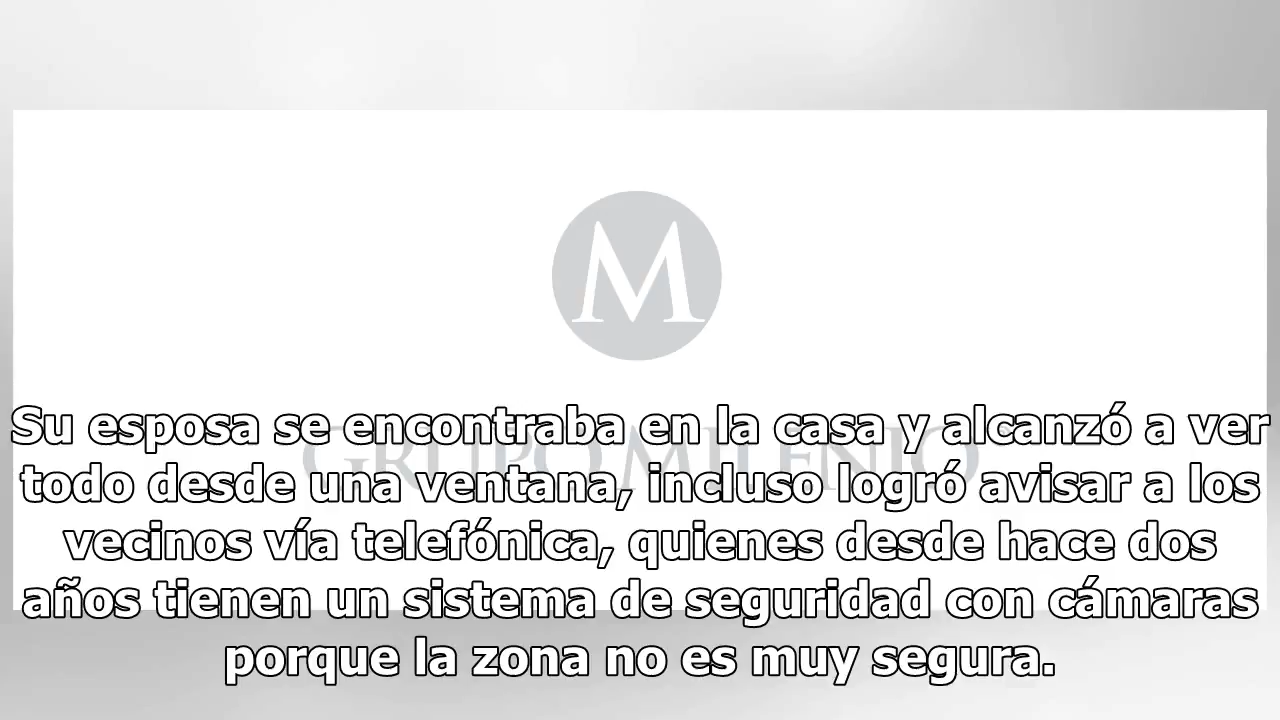 M
GRUPO MILENIO
Su esposa se encontraba en la casa y alcanzó a ver
todo desde una ventana, incluso logró avisar a los
vecinos vía telefónica, quienes desde hace dos
años tienen un sistema de seguridad con cámaras
porque la zona no es muy segura.